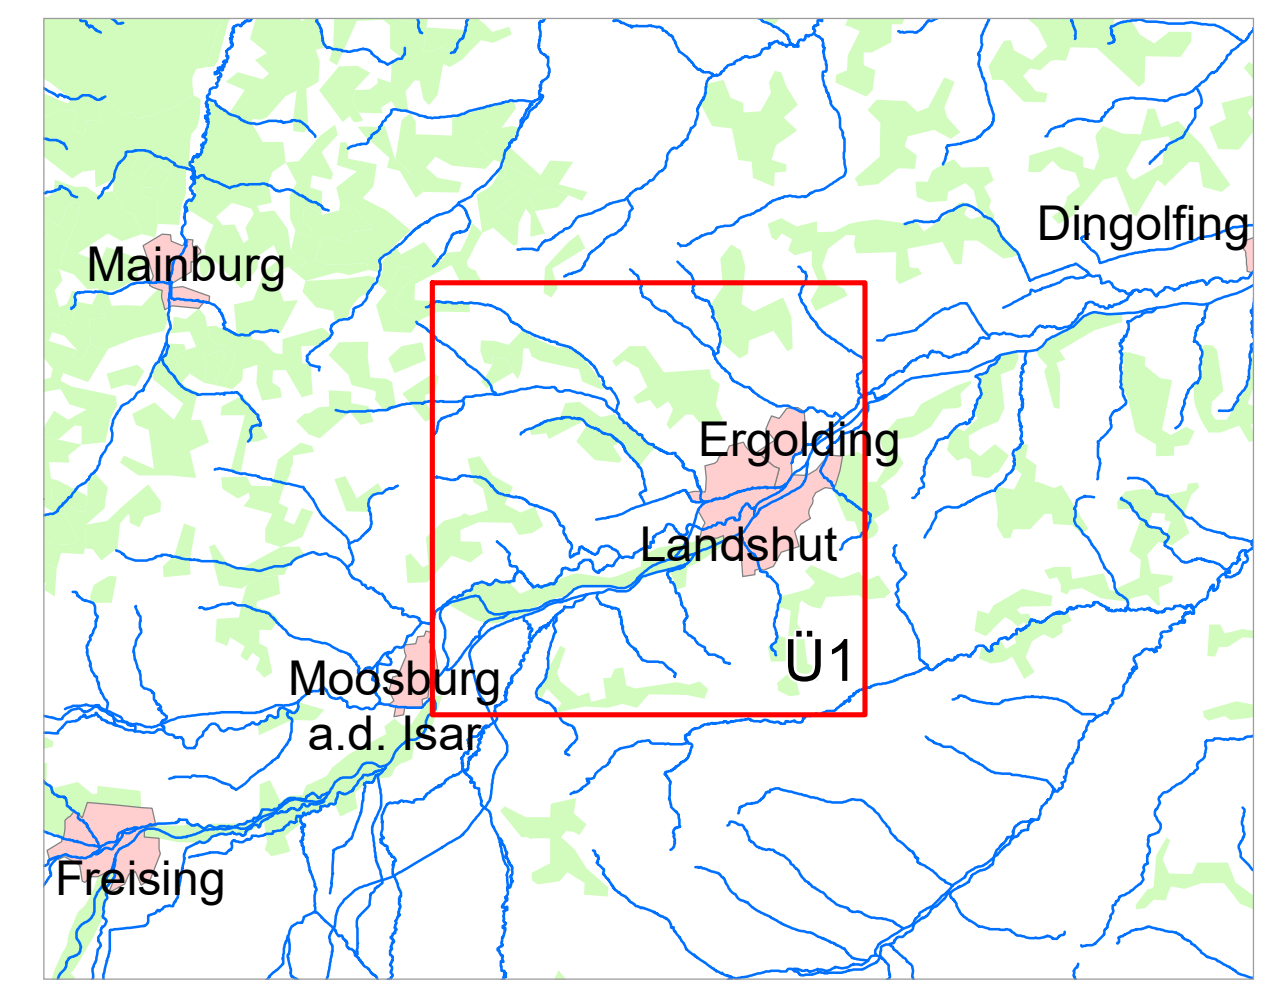 Dingolfing
Mainburg
Ergolding
Landshut
Ü1
Moosburg
a.d. Isar
Freising